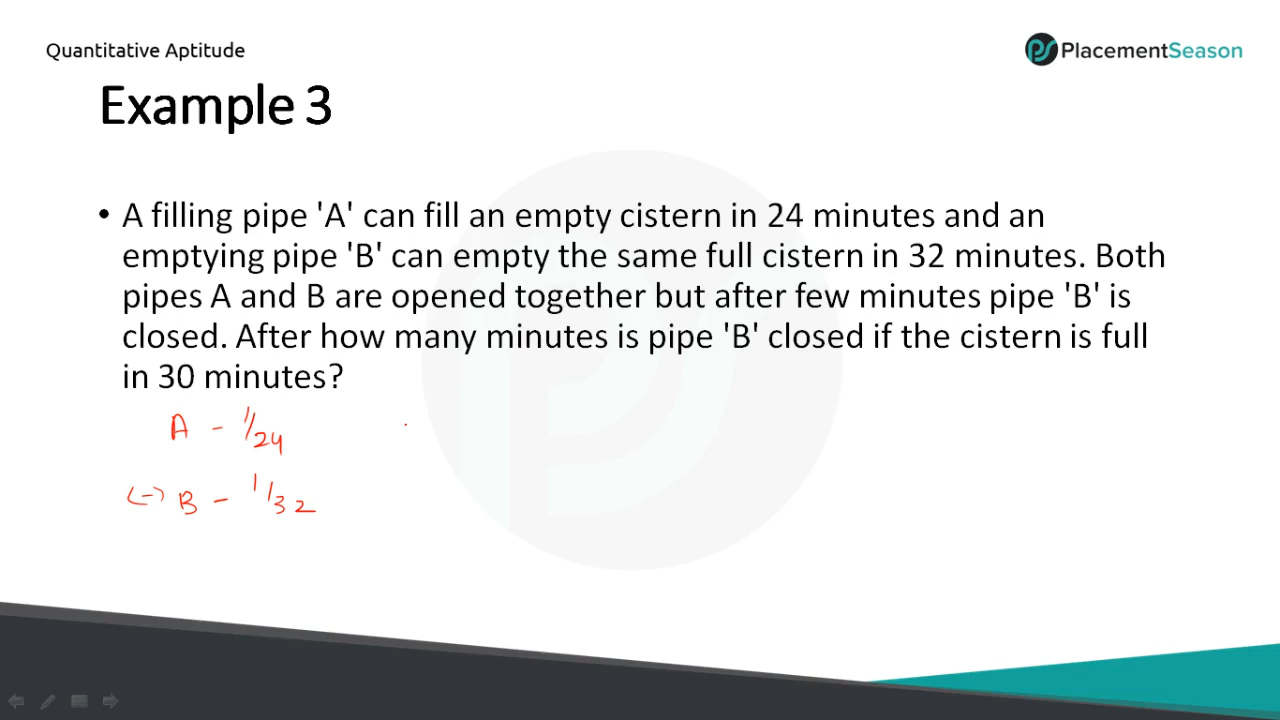 Quantitative Aptitude
PlacementSeason
Example 3
• A filling pipe 'A' can fill an empty cistern in 24 minutes and an
emptying pipe 'B' can empty the same full cistern in 32 minutes. Both
pipes A and B are opened together but after few minutes pipe 'B' is
closed. After how many minutes is pipe 'B' closed if the cistern is full
in 30 minutes?
A - 1/24
(-) B - 1/32